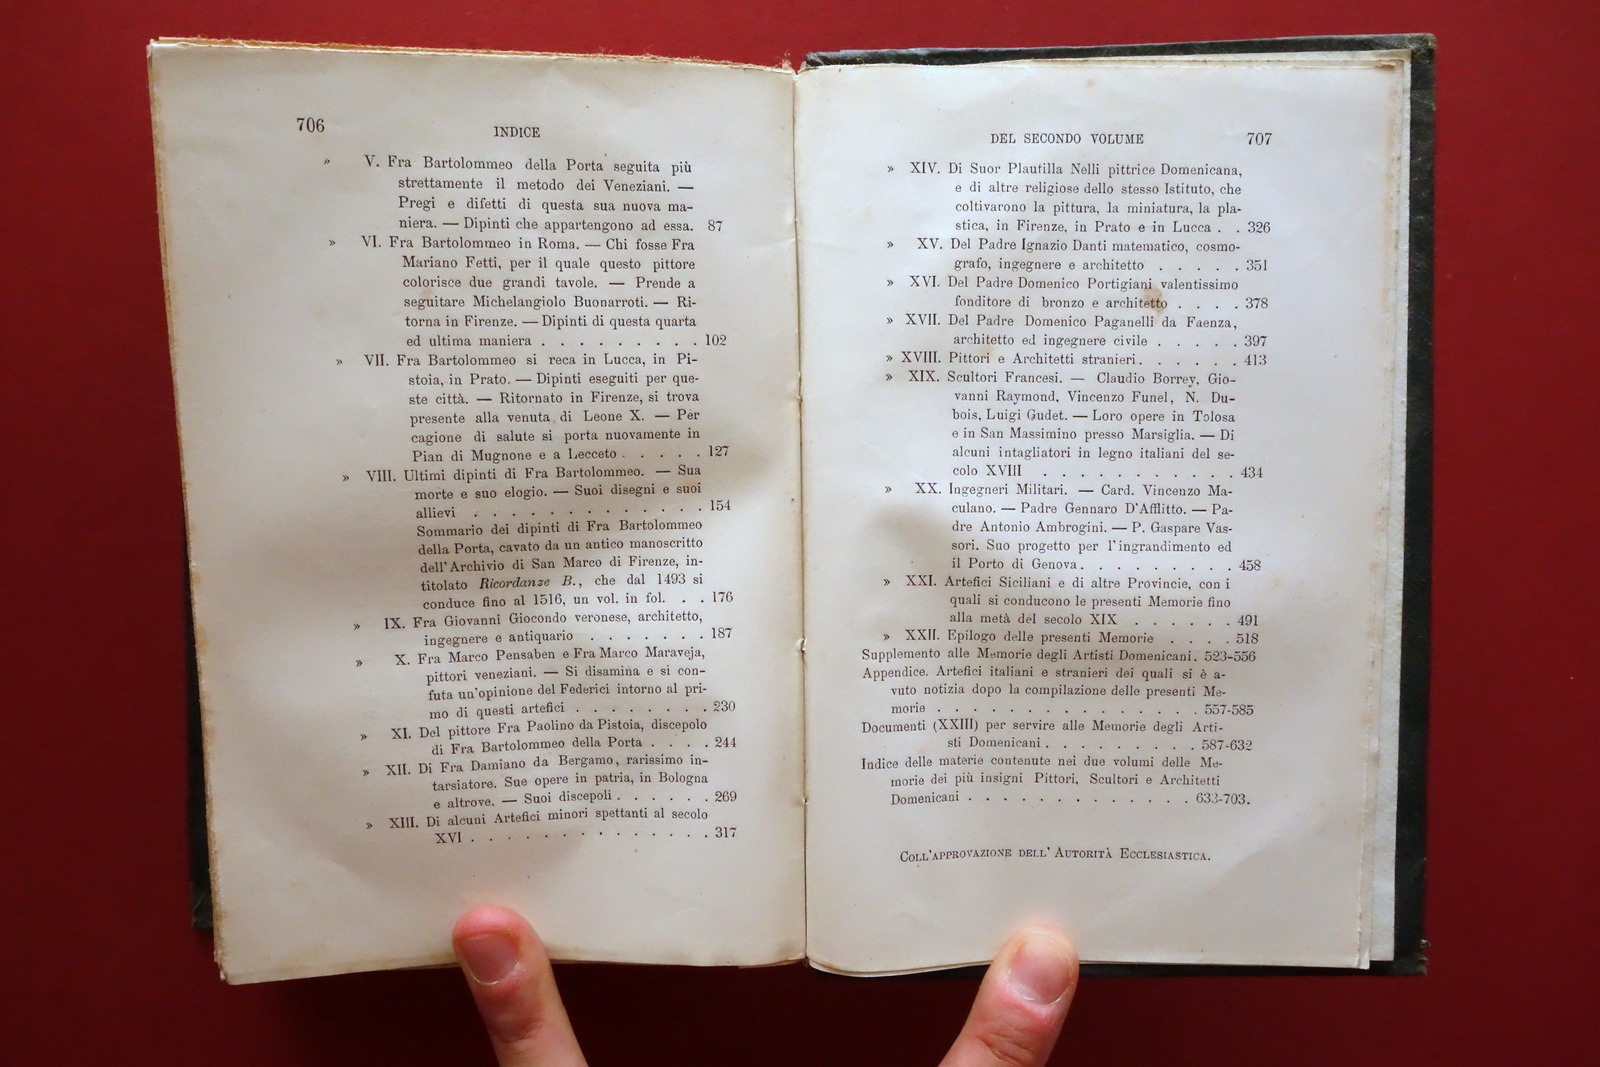 706
INDICE
» V. Fra Bartolommeo della Porta seguita più
strettamente il metodo dei Veneziani. —
Pregi e difetti di questa sua nuova ma-
niera. — Dipinti che appartengono ad essa. 87
» VI. Fra Bartolommeo in Roma. — Chi fosse Fra
Mariano Fetti, per il quale questo pittore
colorisce due grandi tavole. — Prende a
seguitare Michelangiolo Buonarroti. — Ri-
torna in Firenze. — Dipinti di questa quarta
ed ultima maniera . . . . . . . . . 102
» VII. Fra Bartolommeo si reca in Lucca, in Pi-
stoia, in Prato. — Dipinti eseguiti per que-
ste città. — Ritornato in Firenze, si trova
presente alla venuta di Leone X. — Per
cagione di salute si porta nuovamente in
Pian di Mugnone e a Lecceto . . . . . 127
» VIII. Ultimi dipinti di Fra Bartolommeo. — Sua
morte e suo elogio. — Suoi disegni e suoi
allievi . . . . . . . . . . . . . 154
Sommario dei dipinti di Fra Bartolommeo
della Porta, cavato da un antico manoscritto
dell'Archivio di San Marco di Firenze, in-
titolato Ricordanze B., che dal 1493 si
conduce fino al 1516, un vol. in fol. . . 176
» IX. Fra Giovanni Giocondo veronese, architetto,
ingegnere e antiquario . . . . . . . 187
» X. Fra Marco Pensaben e Fra Marco Maraveja,
pittori veneziani. — Si disamina e si con-
futa un'opinione del Federici intorno al pri-
mo di questi artefici . . . . . . . . 230
» XI. Del pittore Fra Paolino da Pistoia, discepolo
di Fra Bartolommeo della Porta . . . . 244
» XII. Di Fra Damiano da Bergamo, rarissimo in-
tarsiatore. Sue opere in patria, in Bologna
e altrove. — Suoi discepoli . . . . . . 269
» XIII. Di alcuni Artefici minori spettanti al secolo
XVI . . . . . . . . . . . . . . 317
DEL SECONDO VOLUME
707
» XIV. Di Suor Plautilla Nelli pittrice Domenicana,
e di altre religiose dello stesso Istituto, che
coltivarono la pittura, la miniatura, la pla-
stica, in Firenze, in Prato e in Lucca . . 326
» XV. Del Padre Ignazio Danti matematico, cosmo-
grafo, ingegnere e architetto . . . . . 351
» XVI. Del Padre Domenico Portigiani valentissimo
fonditore di bronzo e architetto . . . . 378
» XVII. Del Padre Domenico Paganelli da Faenza,
architetto ed ingegnere civile . . . . . 397
» XVIII. Pittori e Architetti stranieri. . . . . . 413
» XIX. Scultori Francesi. — Claudio Borrey, Gio-
vanni Raymond, Vincenzo Funel, N. Du-
bois, Luigi Gudet. — Loro opere in Tolosa
e in San Massimino presso Marsiglia. — Di
alcuni intagliatori in legno italiani del se-
colo XVIII . . . . . . . . . . . 434
» XX. Ingegneri Militari. — Card. Vincenzo Ma-
culano. — Padre Gennaro D'Afflitto. — Pa-
dre Antonio Ambrogini. — P. Gaspare Vas-
sori. Suo progetto per l'ingrandimento ed
il Porto di Genova. . . . . . . . . . 458
» XXI. Artefici Siciliani e di altre Provincie, con i
quali si conducono le presenti Memorie fino
alla metà del secolo XIX . . . . . . 491
» XXII. Epilogo delle presenti Memorie . . . . 518
Supplemento alle Memorie degli Artisti Domenicani. 523-556
Appendice. Artefici italiani e stranieri dei quali si è a-
vuto notizia dopo la compilazione delle presenti Me-
morie . . . . . . . . . . . . . . . 557-585
Documenti (XXIII) per servire alle Memorie degli Arti-
sti Domenicani . . . . . . . . . . 587-632
Indice delle materie contenute nei due volumi delle Me-
morie dei più insigni Pittori, Scultori e Architetti
Domenicani . . . . . . . . . . . . . 633-703.
COLL'APPROVAZIONE DELL'AUTORITÀ ECCLESIASTICA.